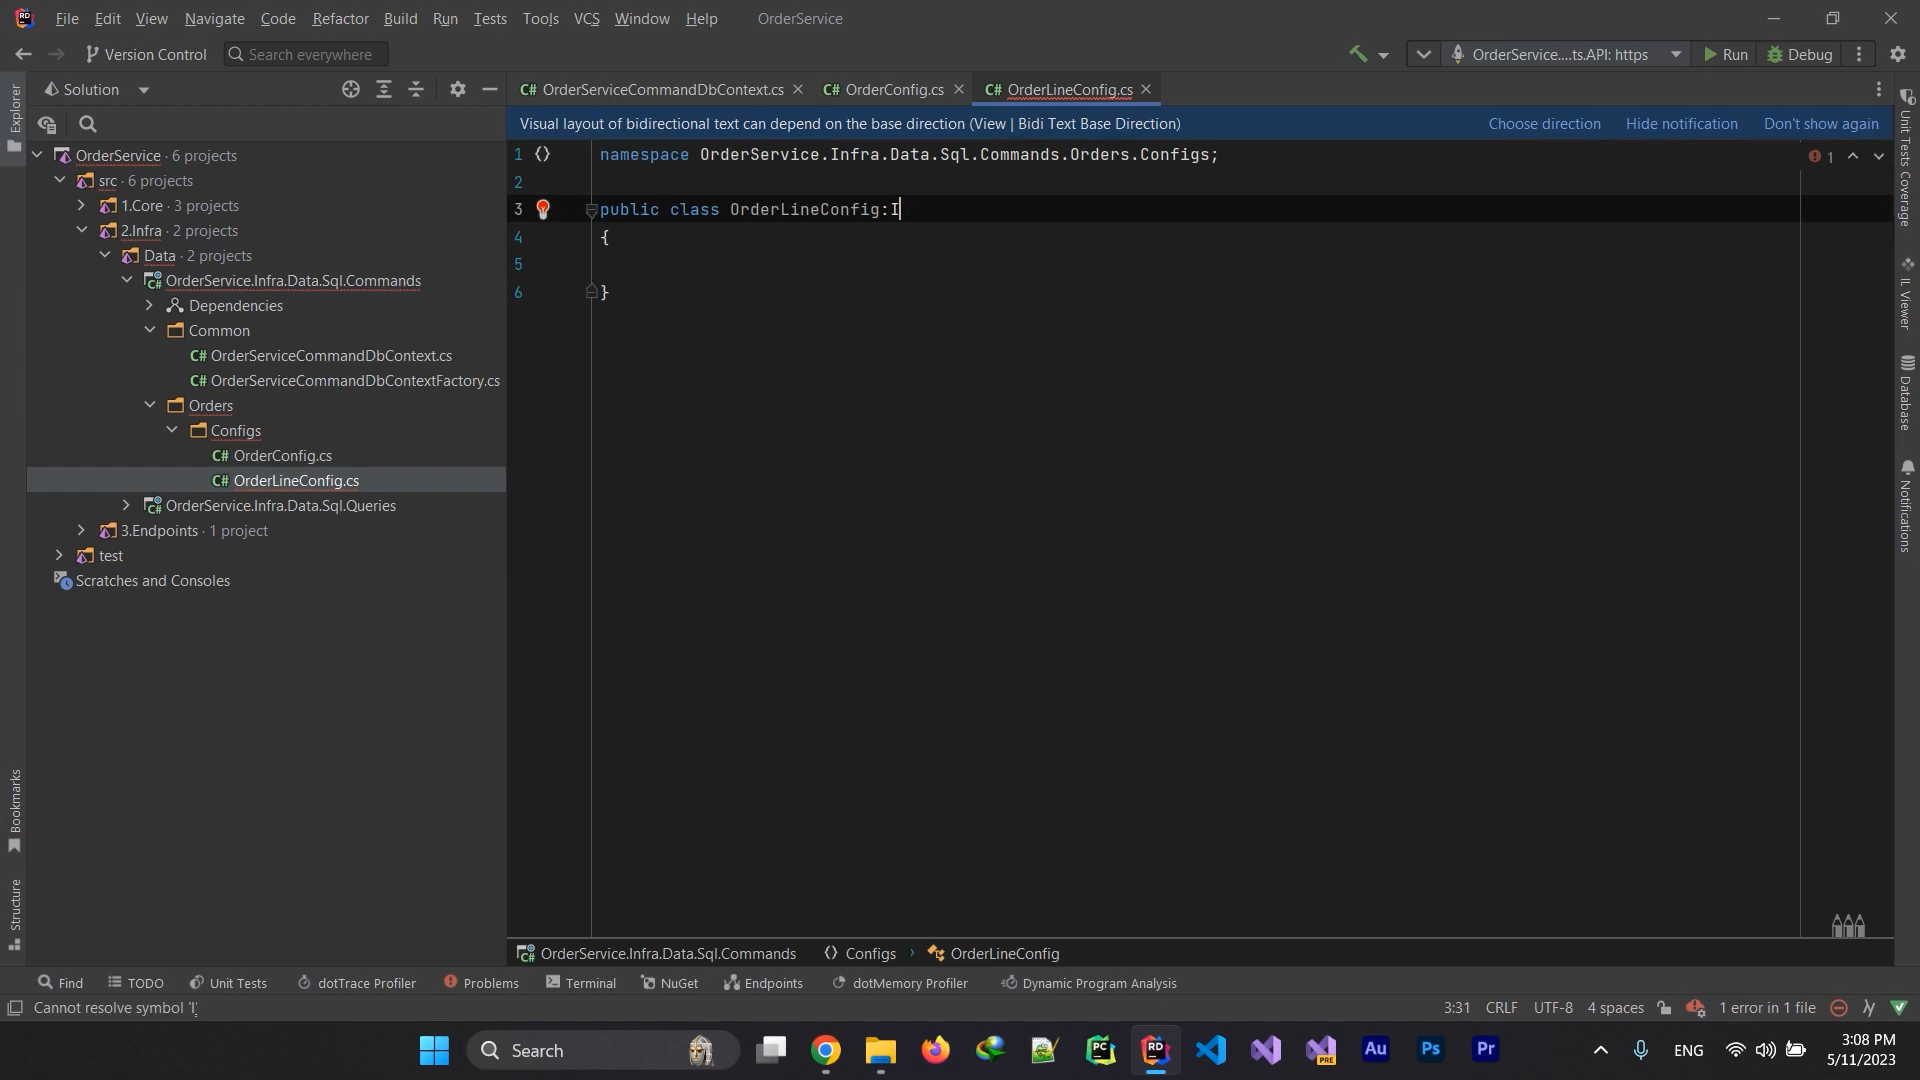 File Edit View Navigate Code Refactor Build Run Tests Tools VCS Window Help OrderService
Version Control Search everywhere OrderService....ts.API: https Run Debug
Solution
OrderServiceCommandDbContext.cs OrderConfig.cs OrderLineConfig.cs
Explorer
Visual layout of bidirectional text can depend on the base direction (View | Bidi Text Base Direction) Choose direction Hide notification Don't show again
OrderService · 6 projects
src · 6 projects
1.Core · 3 projects
2.Infra · 2 projects
Data · 2 projects
C# OrderService.Infra.Data.Sql.Commands
Dependencies
Common
C# OrderServiceCommandDbContext.cs
C# OrderServiceCommandDbContextFactory.cs
Orders
Configs
C# OrderConfig.cs
C# OrderLineConfig.cs
C# OrderService.Infra.Data.Sql.Queries
3.Endpoints · 1 project
test
Scratches and Consoles
1 namespace OrderService.Infra.Data.Sql.Commands.Orders.Configs;
2
3 public class OrderLineConfig:I
4 {
5
6 }
1
Unit Tests Coverage
IL Viewer
Database
Notifications
Bookmarks
Structure
OrderService.Infra.Data.Sql.Commands Configs OrderLineConfig
Find TODO Unit Tests dotTrace Profiler Problems Terminal NuGet Endpoints dotMemory Profiler Dynamic Program Analysis
Cannot resolve symbol 'I' 3:31 CRLF UTF-8 4 spaces 1 error in 1 file
Search ENG
3:08 PM
5/11/2023